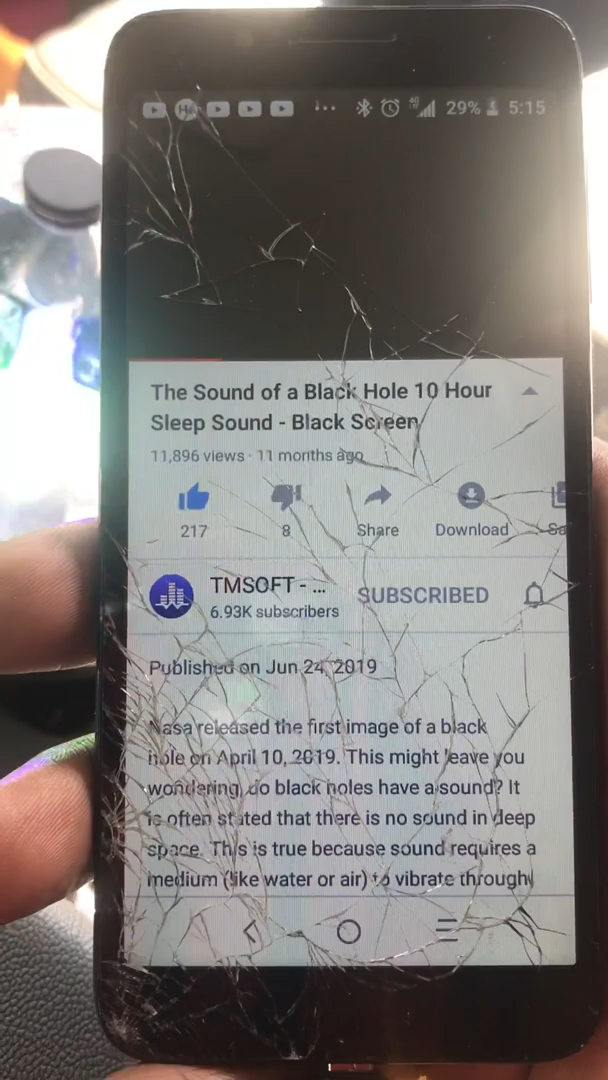 29% 5:15
The Sound of a Black Hole 10 Hour
Sleep Sound - Black Screen
11,896 views · 11 months ago
217 8 Share Download Sa
TMSOFT - ...
6.93K subscribers
SUBSCRIBED
Published on Jun 24, 2019
Nasa released the first image of a black
hole on April 10, 2019. This might leave you
wondering, do black holes have a sound? It
is often stated that there is no sound in deep
space. This is true because sound requires a
medium (like water or air) to vibrate through